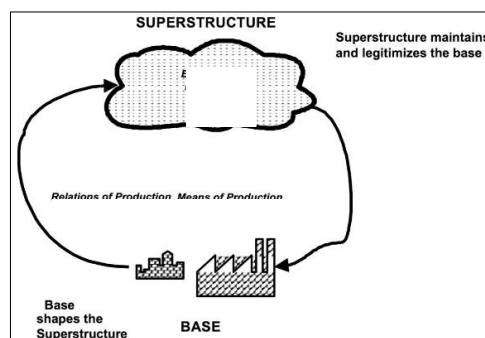 SUPERSTRUCTURE
Superstructure maintains
and legitimizes the base
Relations of Production Means of Production
Base
shapes the
Superstructure
BASE